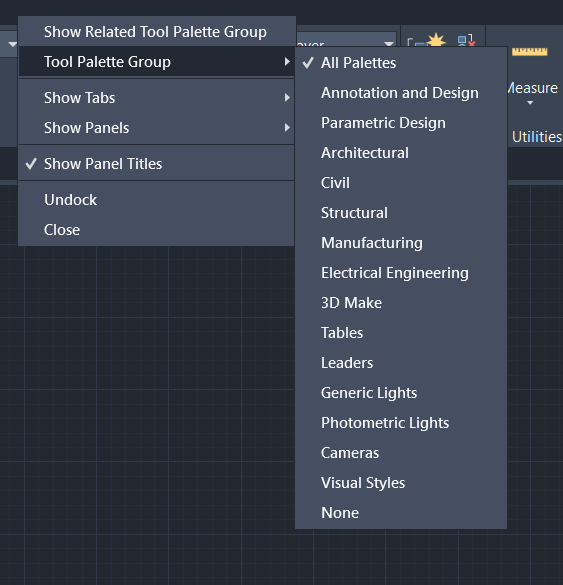 Show Related Tool Palette Group
Tool Palette Group
Show Tabs
Show Panels
Show Panel Titles
Undock
Close
All Palettes
Annotation and Design
Parametric Design
Architectural
Civil
Structural
Manufacturing
Electrical Engineering
3D Make
Tables
Leaders
Generic Lights
Photometric Lights
Cameras
Visual Styles
None
Measure
Utilities